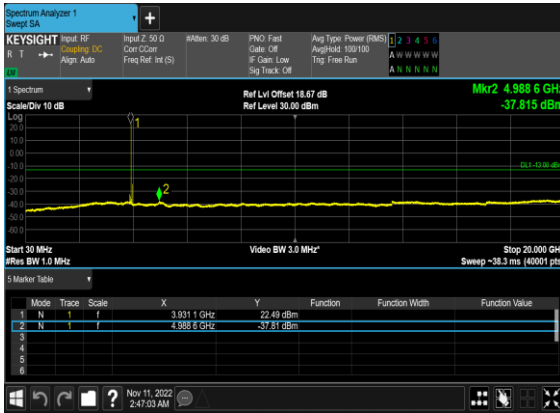 Spectrum Analyzer 1
Swept SA
KEYSIGHT Input: RF Input Z: 50 Ω #Atten: 30 dB PNO: Fast Avg Type: Power (RMS) 1 2 3 4 5 6
R T Coupling: DC Corr CCorr Gate: Off Avg|Hold: 100/100 A W W W W W
Align: Auto Freq Ref: Int (S) IF Gain: Low Trig: Free Run
Sig Track: Off A N N N N N
1 Spectrum Ref Lvl Offset 18.67 dB Mkr2 4.988 6 GHz
Scale/Div 10 dB Ref Level 30.00 dBm -37.815 dBm
Log
20.0
10.0
0.00
-10.0
DL1 -13.00 dBm
-20.0
-30.0
-40.0
-50.0
-60.0
1
2
Start 30 MHz Video BW 3.0 MHz* Stop 20.000 GH
#Res BW 1.0 MHz Sweep ~38.3 ms (40001 pts
5 Marker Table
Mode Trace Scale X Y Function Function Width Function Value
1 N 1 f 3.931 1 GHz 22.49 dBm
2 N 1 f 4.988 6 GHz -37.81 dBm
3
4
5
6
? Nov 11, 2022
2:47:03 AM